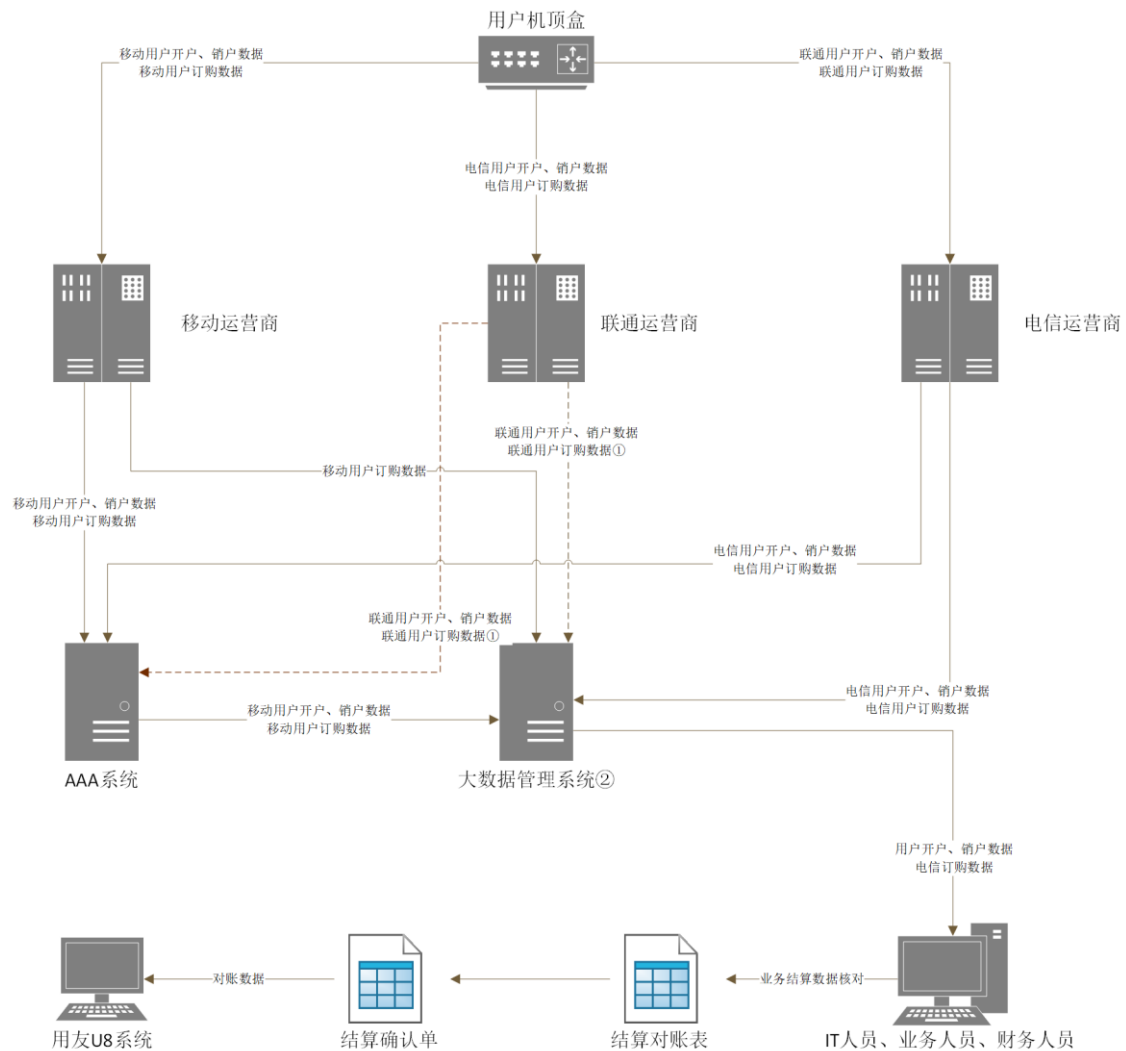 用户机顶盒
移动用户开户、销户数据
移动用户订购数据
联通用户开户、销户数据
联通用户订购数据
电信用户开户、销户数据
电信用户订购数据
移动运营商
联通运营商
电信运营商
联通用户开户、销户数据
联通用户订购数据①
移动用户订购数据
移动用户开户、销户数据
移动用户订购数据
电信用户开户、销户数据
电信用户订购数据
联通用户开户、销户数据
联通用户订购数据①
电信用户开户、销户数据
电信用户订购数据
移动用户开户、销户数据
移动用户订购数据
AAA系统
大数据管理系统②
用户开户、销户数据
电信订购数据
对账数据
业务结算数据核对
用友U8系统
结算确认单
结算对账表
IT人员、业务人员、财务人员